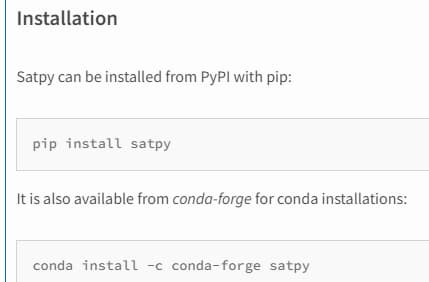 Installation
Satpy can be installed from PyPI with pip:
pip install satpy
It is also available from conda-forge for conda installations:
conda install -c conda-forge satpy